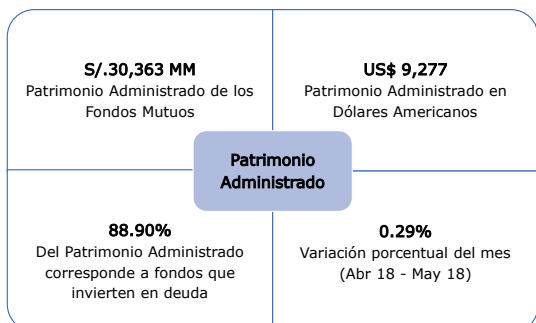 S/.30,363 MM
Patrimonio Administrado de los
Fondos Mutuos
US$ 9,277
Patrimonio Administrado en
Dólares Americanos
Patrimonio
Administrado
88.90%
Del Patrimonio Administrado
corresponde a fondos que
invierten en deuda
0.29%
Variación porcentual del mes
(Abr 18 - May 18)